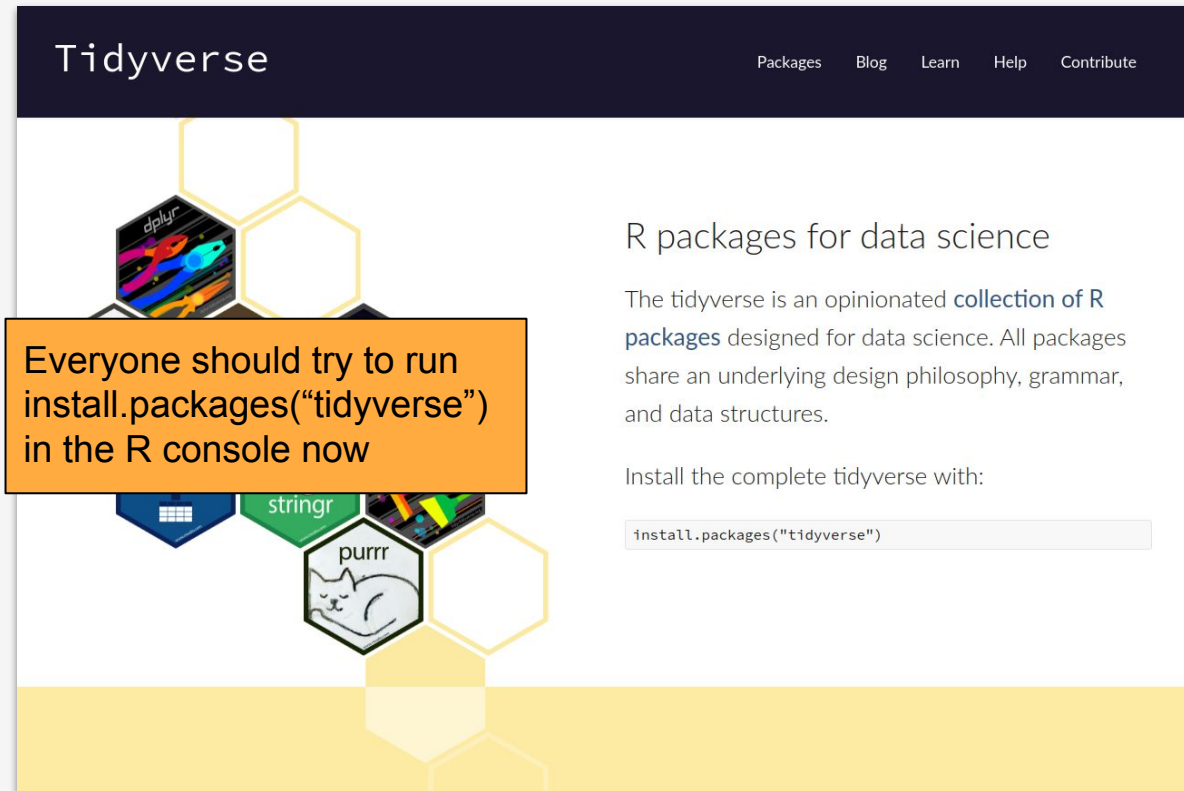 Tidyverse
Packages Blog Learn Help Contribute
dplyr
R packages for data science
The tidyverse is an opinionated collection of R
packages designed for data science. All packages
share an underlying design philosophy, grammar,
and data structures.
Install the complete tidyverse with:
install.packages("tidyverse")
Everyone should try to run
install.packages(“tidyverse”)
in the R console now
stringr
purrr